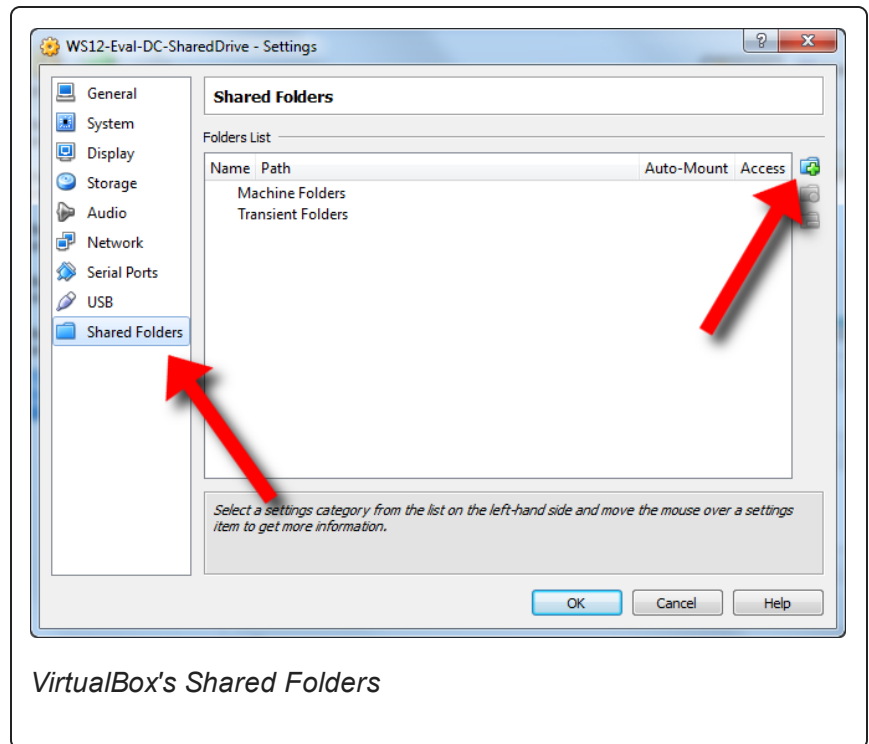 WS12-Eval-DC-SharedDrive - Settings
General
System
Display
Storage
Audio
Network
Serial Ports
USB
Shared Folders
Shared Folders
Folders List
Name Path Auto-Mount Access
Machine Folders
Transient Folders
Select a settings category from the list on the left-hand side and move the mouse over a settings
item to get more information.
OK Cancel Help
VirtualBox's Shared Folders